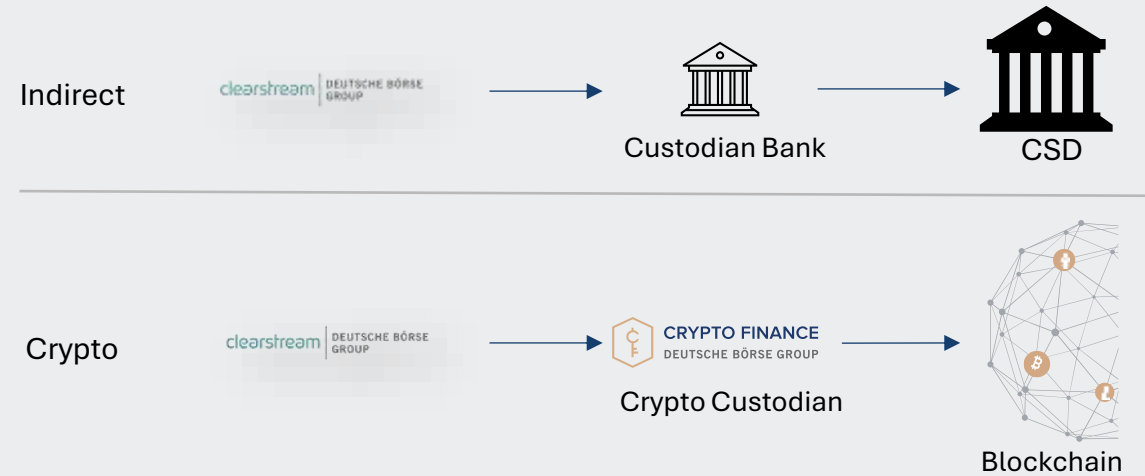 Indirect
clearstream
DEUTSCHE BÖRSE
GROUP
Custodian Bank
CSD
Crypto
clearstream
DEUTSCHE BÖRSE
GROUP
CRYPTO FINANCE
DEUTSCHE BÖRSE GROUP
Crypto Custodian
Blockchain